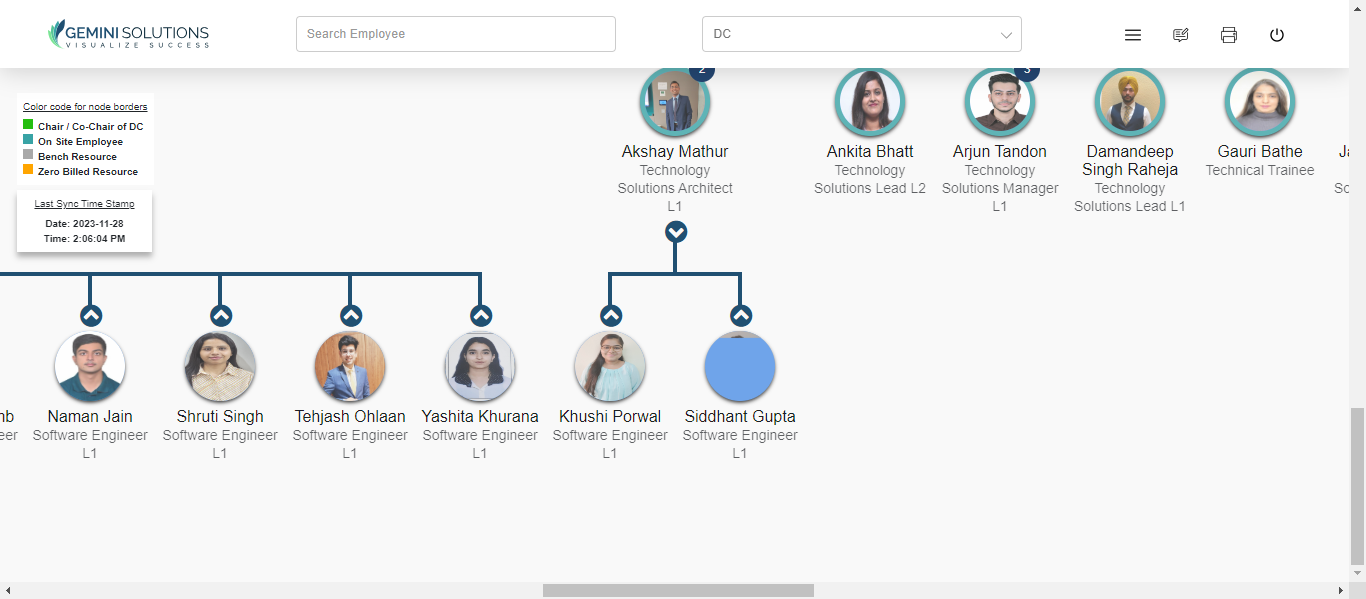 GEMINI SOLUTIONS
VISUALIZE SUCCESS
Search Employee
DC
Color code for node borders
Chair / Co-Chair of DC
On Site Employee
Bench Resource
Zero Billed Resource
Last Sync Time Stamp
Date: 2023-11-28
Time: 2:06:04 PM
2
Akshay Mathur
Technology
Solutions Architect
L1
Ankita Bhatt
Technology
Solutions Lead L2
3
Arjun Tandon
Technology
Solutions Manager
L1
Damandeep
Singh Raheja
Technology
Solutions Lead L1
Gauri Bathe
Technical Trainee
Naman Jain
Software Engineer
L1
Shruti Singh
Software Engineer
L1
Tehjash Ohlaan
Software Engineer
L1
Yashita Khurana
Software Engineer
L1
Khushi Porwal
Software Engineer
L1
Siddhant Gupta
Software Engineer
L1